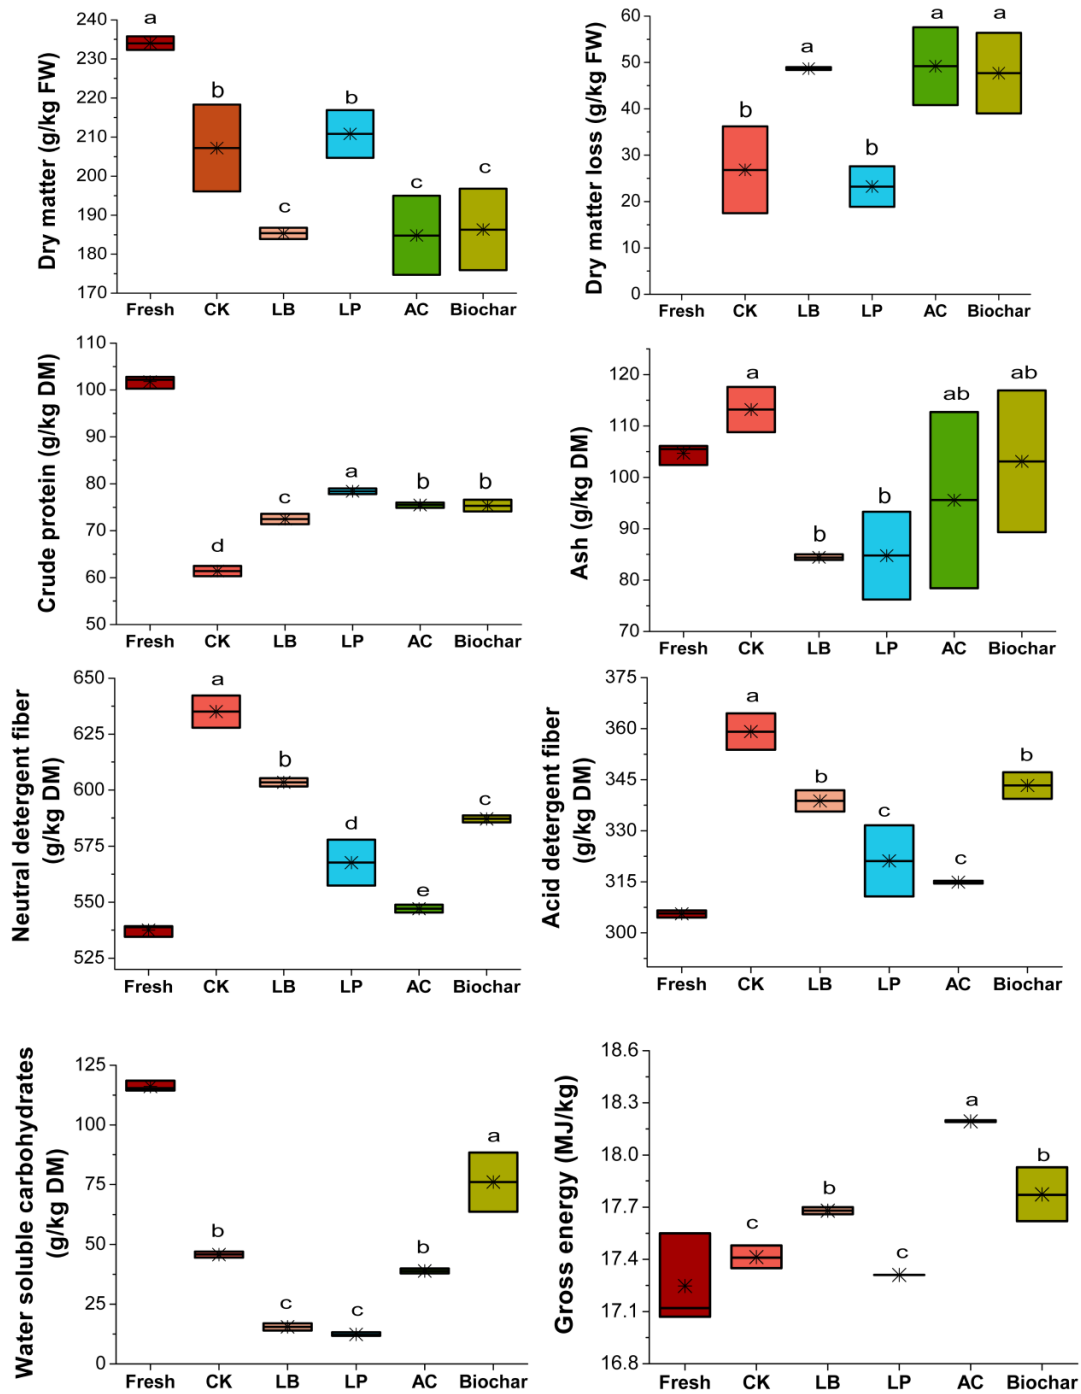 Dry matter (g/kg FW)
240
230
220
210
200
190
180
170
a
b
c
b
c
c
Fresh CK LB LP AC Biochar
Dry matter loss (g/kg FW)
60
50
40
30
20
10
0
b
a
b
a
a
Fresh CK LB LP AC Biochar
Crude protein (g/kg DM)
110
100
90
80
70
60
50
d
c
a
b
b
Fresh CK LB LP AC Biochar
Ash (g/kg DM)
120
110
100
90
80
70
a
b
b
ab
ab
Fresh CK LB LP AC Biochar
Neutral detergent fiber
(g/kg DM)
650
625
600
575
550
525
a
b
d
e
c
Fresh CK LB LP AC Biochar
Acid detergent fiber
(g/kg DM)
375
360
345
330
315
300
a
b
c
c
b
Fresh CK LB LP AC Biochar
Water soluble carbohydrates
(g/kg DM)
125
100
75
50
25
0
b
c
c
b
a
Fresh CK LB LP AC Biochar
Gross energy (MJ/kg)
18.6
18.3
18.0
17.7
17.4
17.1
16.8
c
b
c
a
b
Fresh CK LB LP AC Biochar